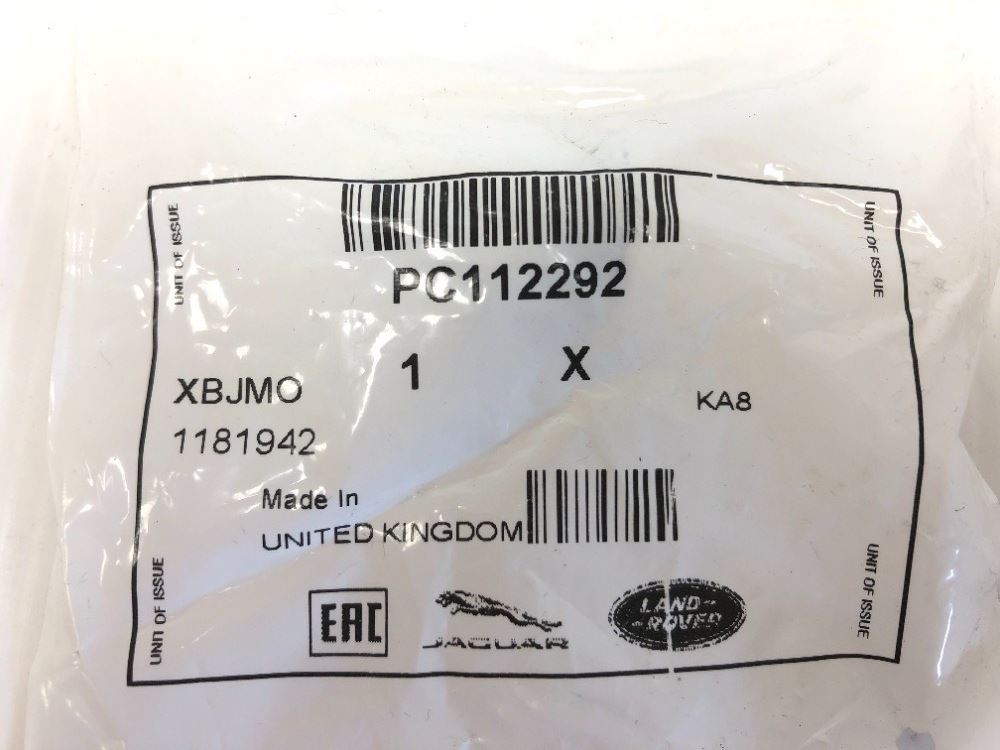 UNIT OF ISSUE
UNIT OF ISSUE
PC112292
1 X
XBJMO
KA8
1181942
Made In
UNITED KINGDOM
UNIT OF ISSUE
UNIT OF ISSUE
EAC
JAGUAR
LAND-
-ROVER